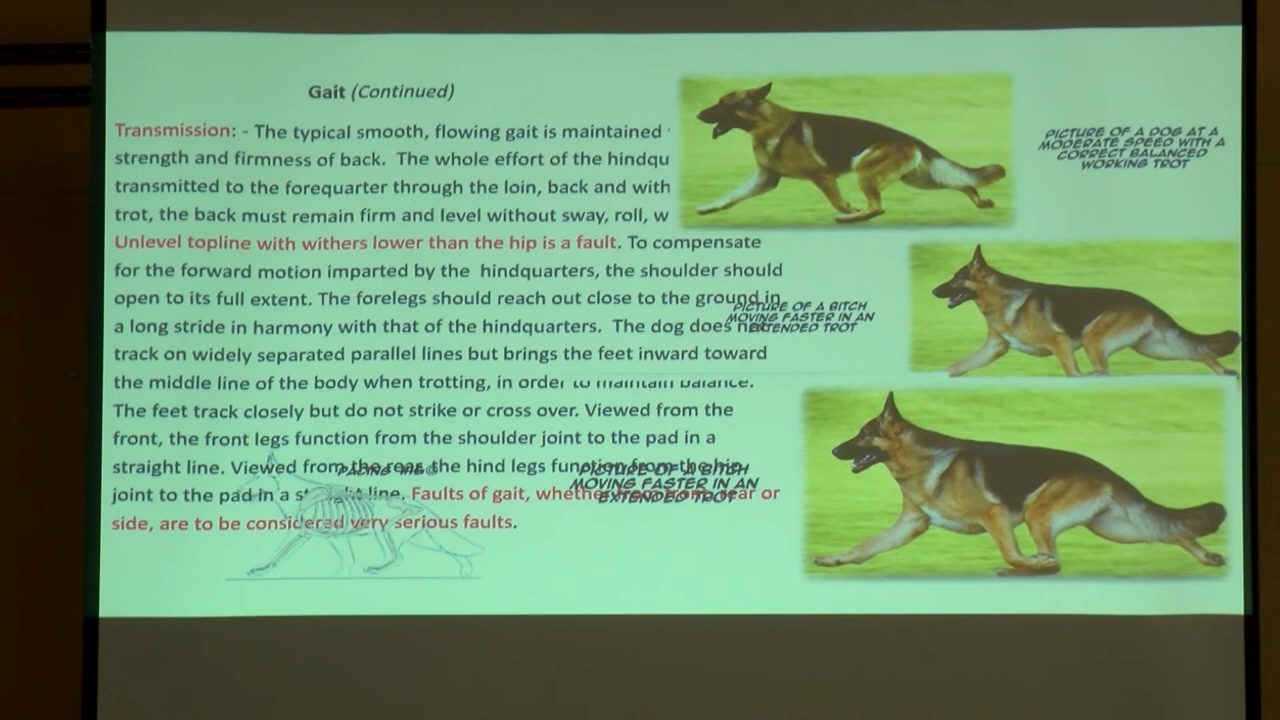 Gait (Continued)
Transmission: - The typical smooth, flowing gait is maintained
strength and firmness of back. The whole effort of the hindqu
transmitted to the forequarter through the loin, back and with
trot, the back must remain firm and level without sway, roll, w
Unlevel topline with withers lower than the hip is a fault. To compensate
for the forward motion imparted by the hindquarters, the shoulder should
open to its full extent. The forelegs should reach out close to the ground in
a long stride in harmony with that of the hindquarters. The dog does not
track on widely separated parallel lines but brings the feet inward toward
the middle line of the body when trotting, in order to maintain balance.
The feet track closely but do not strike or cross over. Viewed from the
front, the front legs function from the shoulder joint to the pad in a
straight line. Viewed from the rear, the hind legs function from the hip
joint to the pad in a straight line. Faults of gait, whether from front, rear or
side, are to be considered very serious faults.
PICTURE OF A DOG AT A
MODERATE SPEED WITH A
CORRECT BALANCED
WORKING TROT
PICTURE OF A BITCH
MOVING FASTER IN AN
EXTENDED TROT
PICTURE OF A BITCH
MOVING FASTER IN AN
EXTENDED TROT